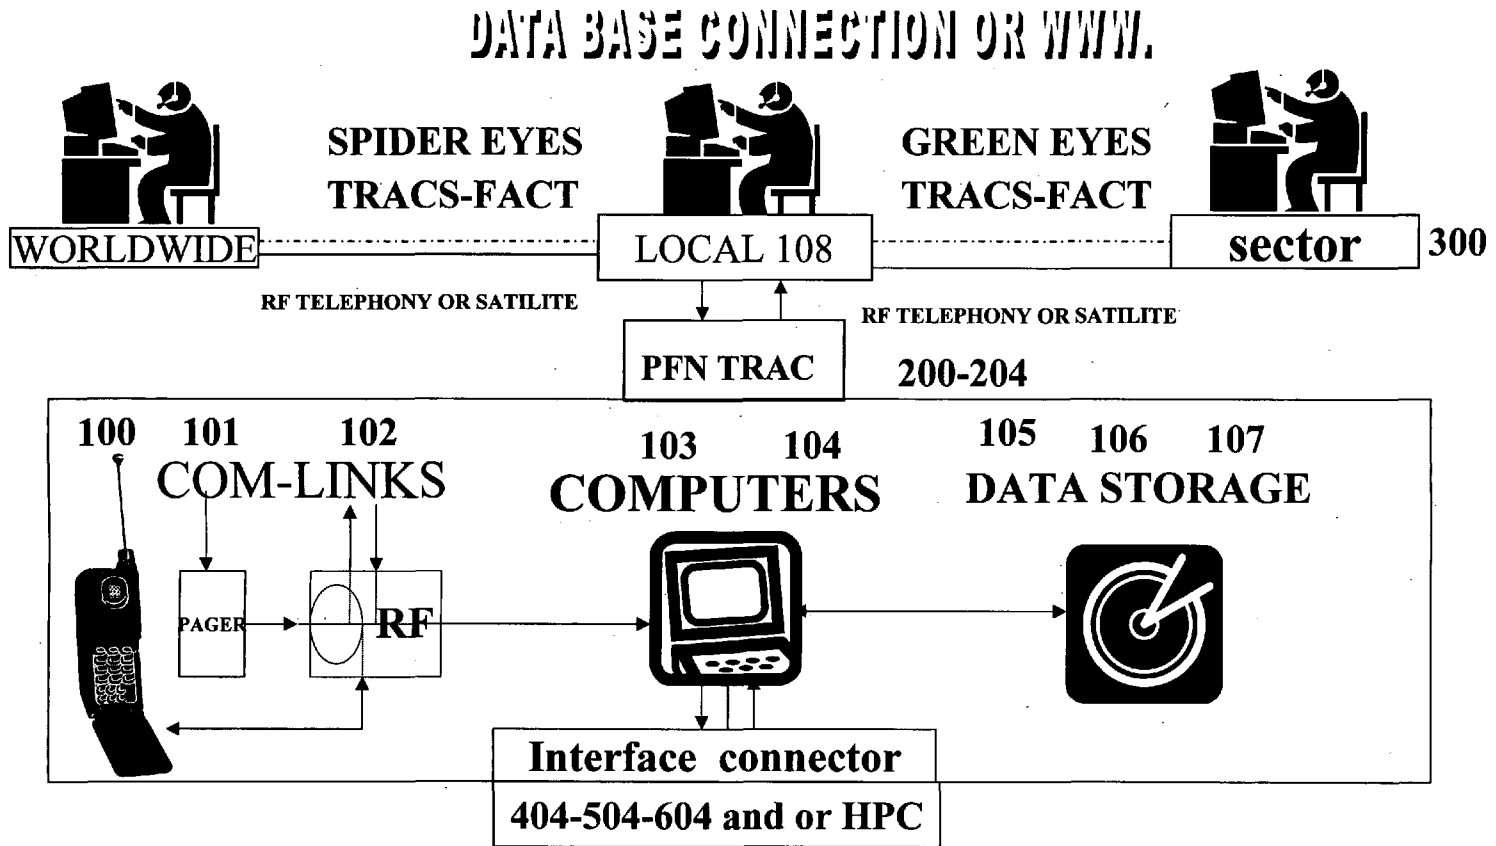 DATA BASE CONNECTION OR WWW.
SPIDER EYES
TRACS-FACT
GREEN EYES
TRACS-FACT
WORLDWIDE
LOCAL 108
sector
300
RF TELEPHONY OR SATILITE
RF TELEPHONY OR SATILITE
PFN TRAC
200-204
100
101
102
COM-LINKS
103
104
COMPUTERS
105
106
107
DATA STORAGE
PAGER
RF
Interface connector
404-504-604 and or HPC